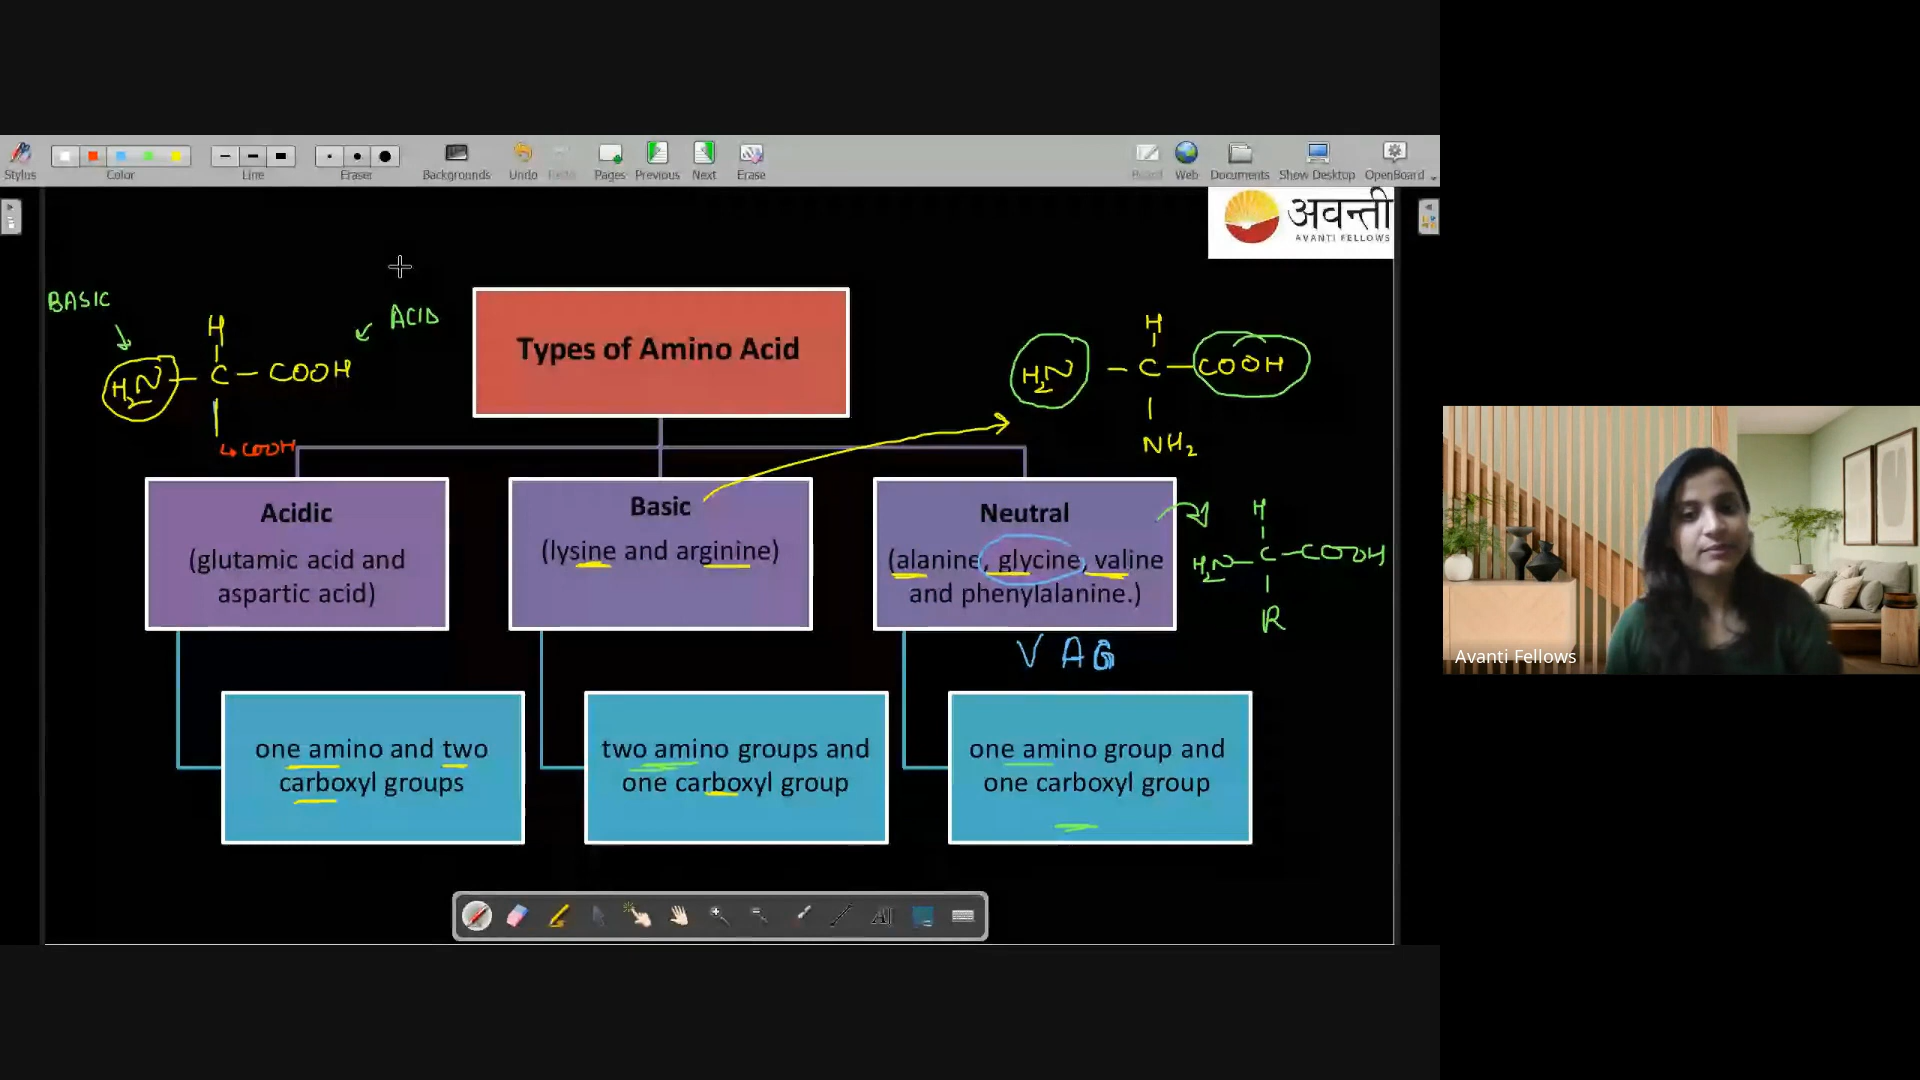 Stylus
Color
Line
Eraser
Backgrounds
Undo
Redo
Pages
Previous
Next
Erase
Board
Web
Documents
Show Desktop
OpenBoard
अवन्ती
AVANTI FELLOWS
BASIC
ACID
H
H₂N – C – COOH
↳ COOH
Types of Amino Acid
H
H₂N – C – COOH
NH₂
Acidic
(glutamic acid and
aspartic acid)
Basic
(lysine and arginine)
Neutral
(alanine, glycine, valine
and phenylalanine.)
H
H₂N – C – COOH
R
V A G
one amino and two
carboxyl groups
two amino groups and
one carboxyl group
one amino group and
one carboxyl group
Avanti Fellows